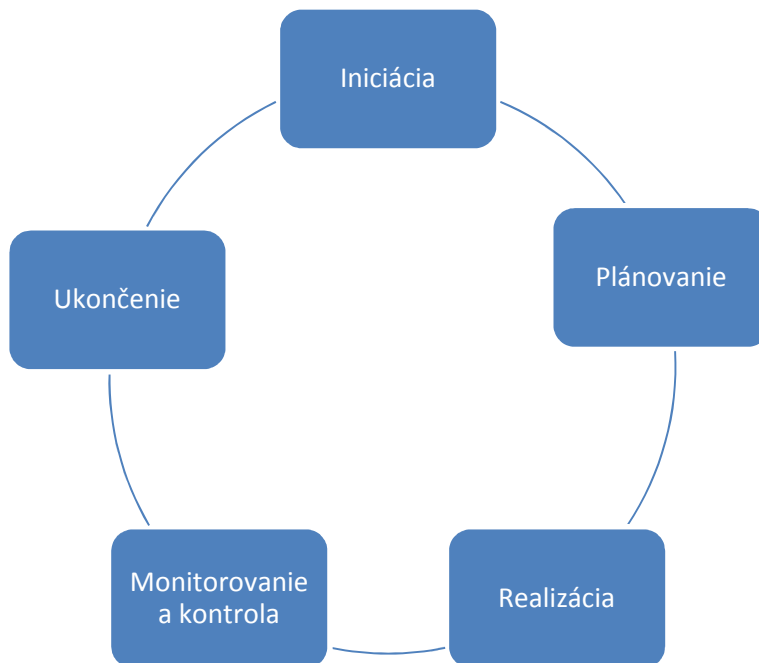 Iniciácia
Plánovanie
Realizácia
Monitorovanie
a kontrola
Ukončenie